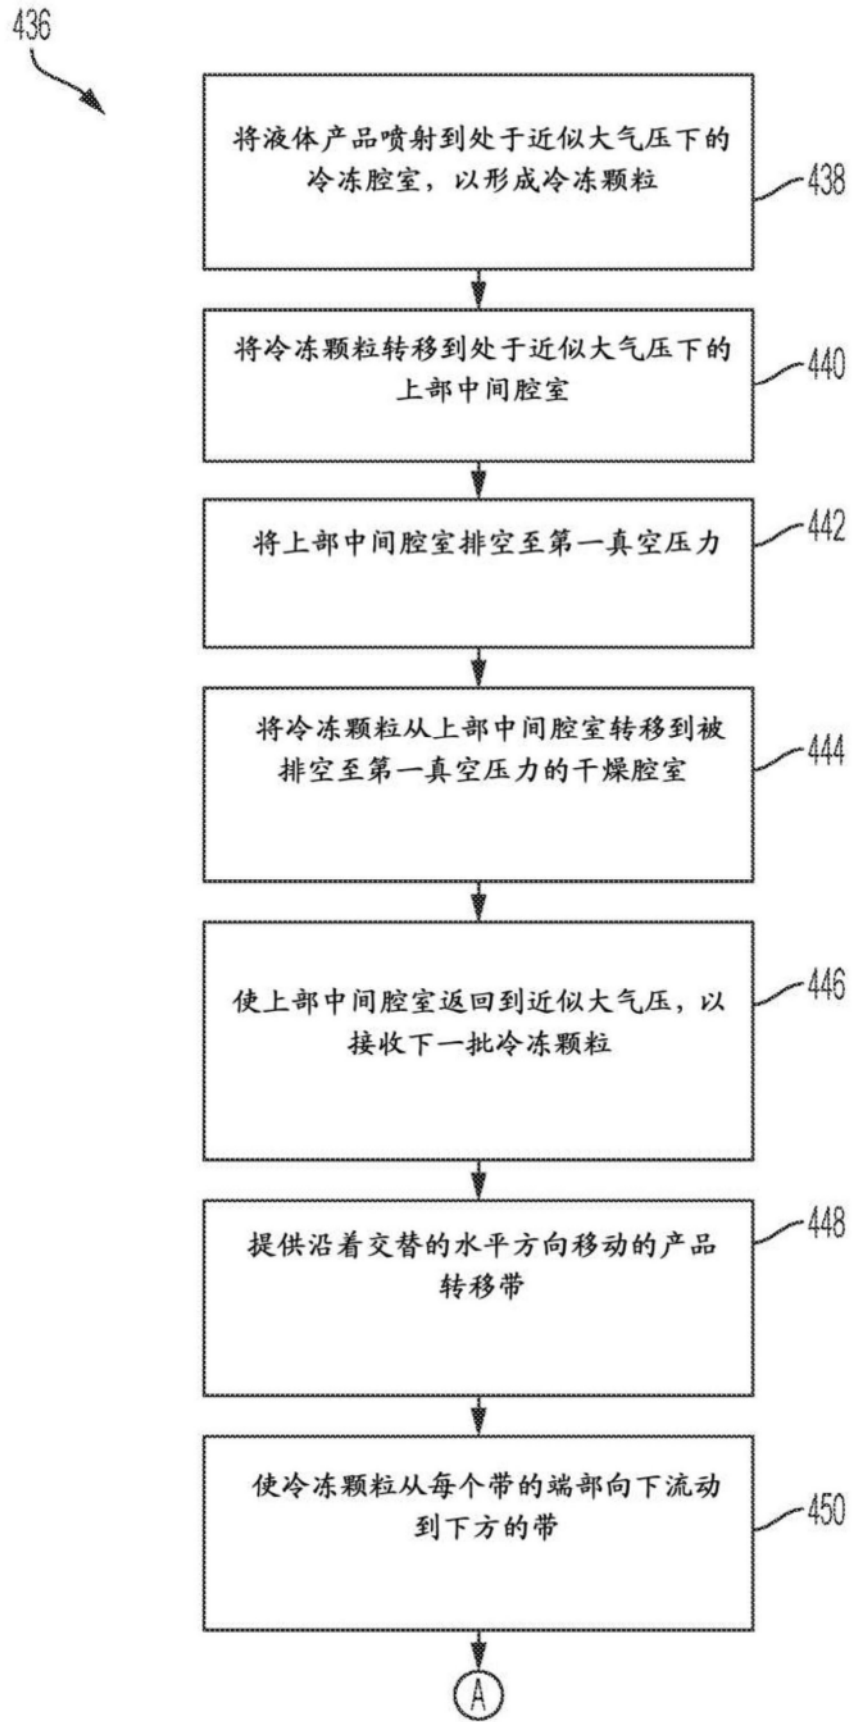 436
将液体产品喷射到处于近似大气压下的
冷冻腔室，以形成冷冻颗粒
438
将冷冻颗粒转移到处于近似大气压下的
上部中间腔室
440
将上部中间腔室排空至第一真空压力
442
将冷冻颗粒从上部中间腔室转移到被
排空至第一真空压力的干燥腔室
444
使上部中间腔室返回到近似大气压，以
接收下一批冷冻颗粒
446
提供沿着交替的水平方向移动的产品
转移带
448
使冷冻颗粒从每个带的端部向下流动
到下方的带
450
A